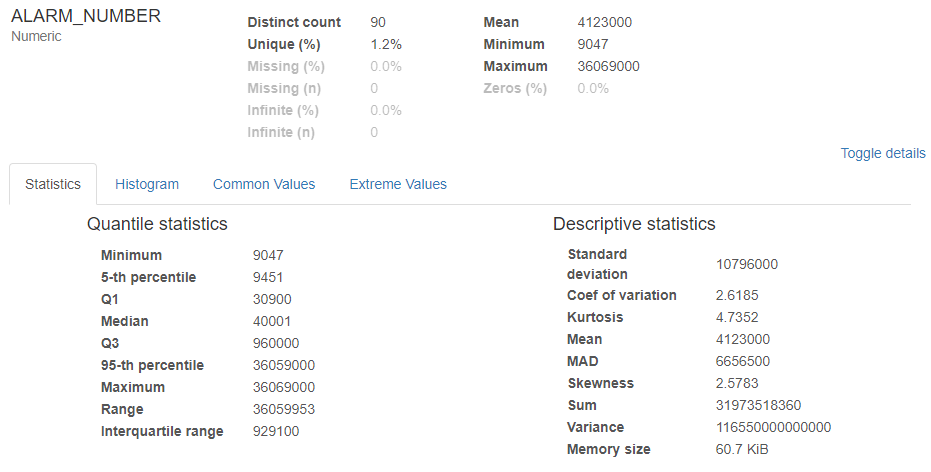 ALARM_NUMBER
Numeric
Distinct count 90
Unique (%) 1.2%
Missing (%) 0.0%
Missing (n) 0
Infinite (%) 0.0%
Infinite (n) 0
Mean 4123000
Minimum 9047
Maximum 36069000
Zeros (%) 0.0%
Toggle details
Statistics Histogram Common Values Extreme Values
Quantile statistics
Minimum 9047
5-th percentile 9451
Q1 30900
Median 40001
Q3 960000
95-th percentile 36059000
Maximum 36069000
Range 36059953
Interquartile range 929100
Descriptive statistics
Standard
deviation 10796000
Coef of variation 2.6185
Kurtosis 4.7352
Mean 4123000
MAD 6656500
Skewness 2.5783
Sum 31973518360
Variance 116550000000000
Memory size 60.7 KiB